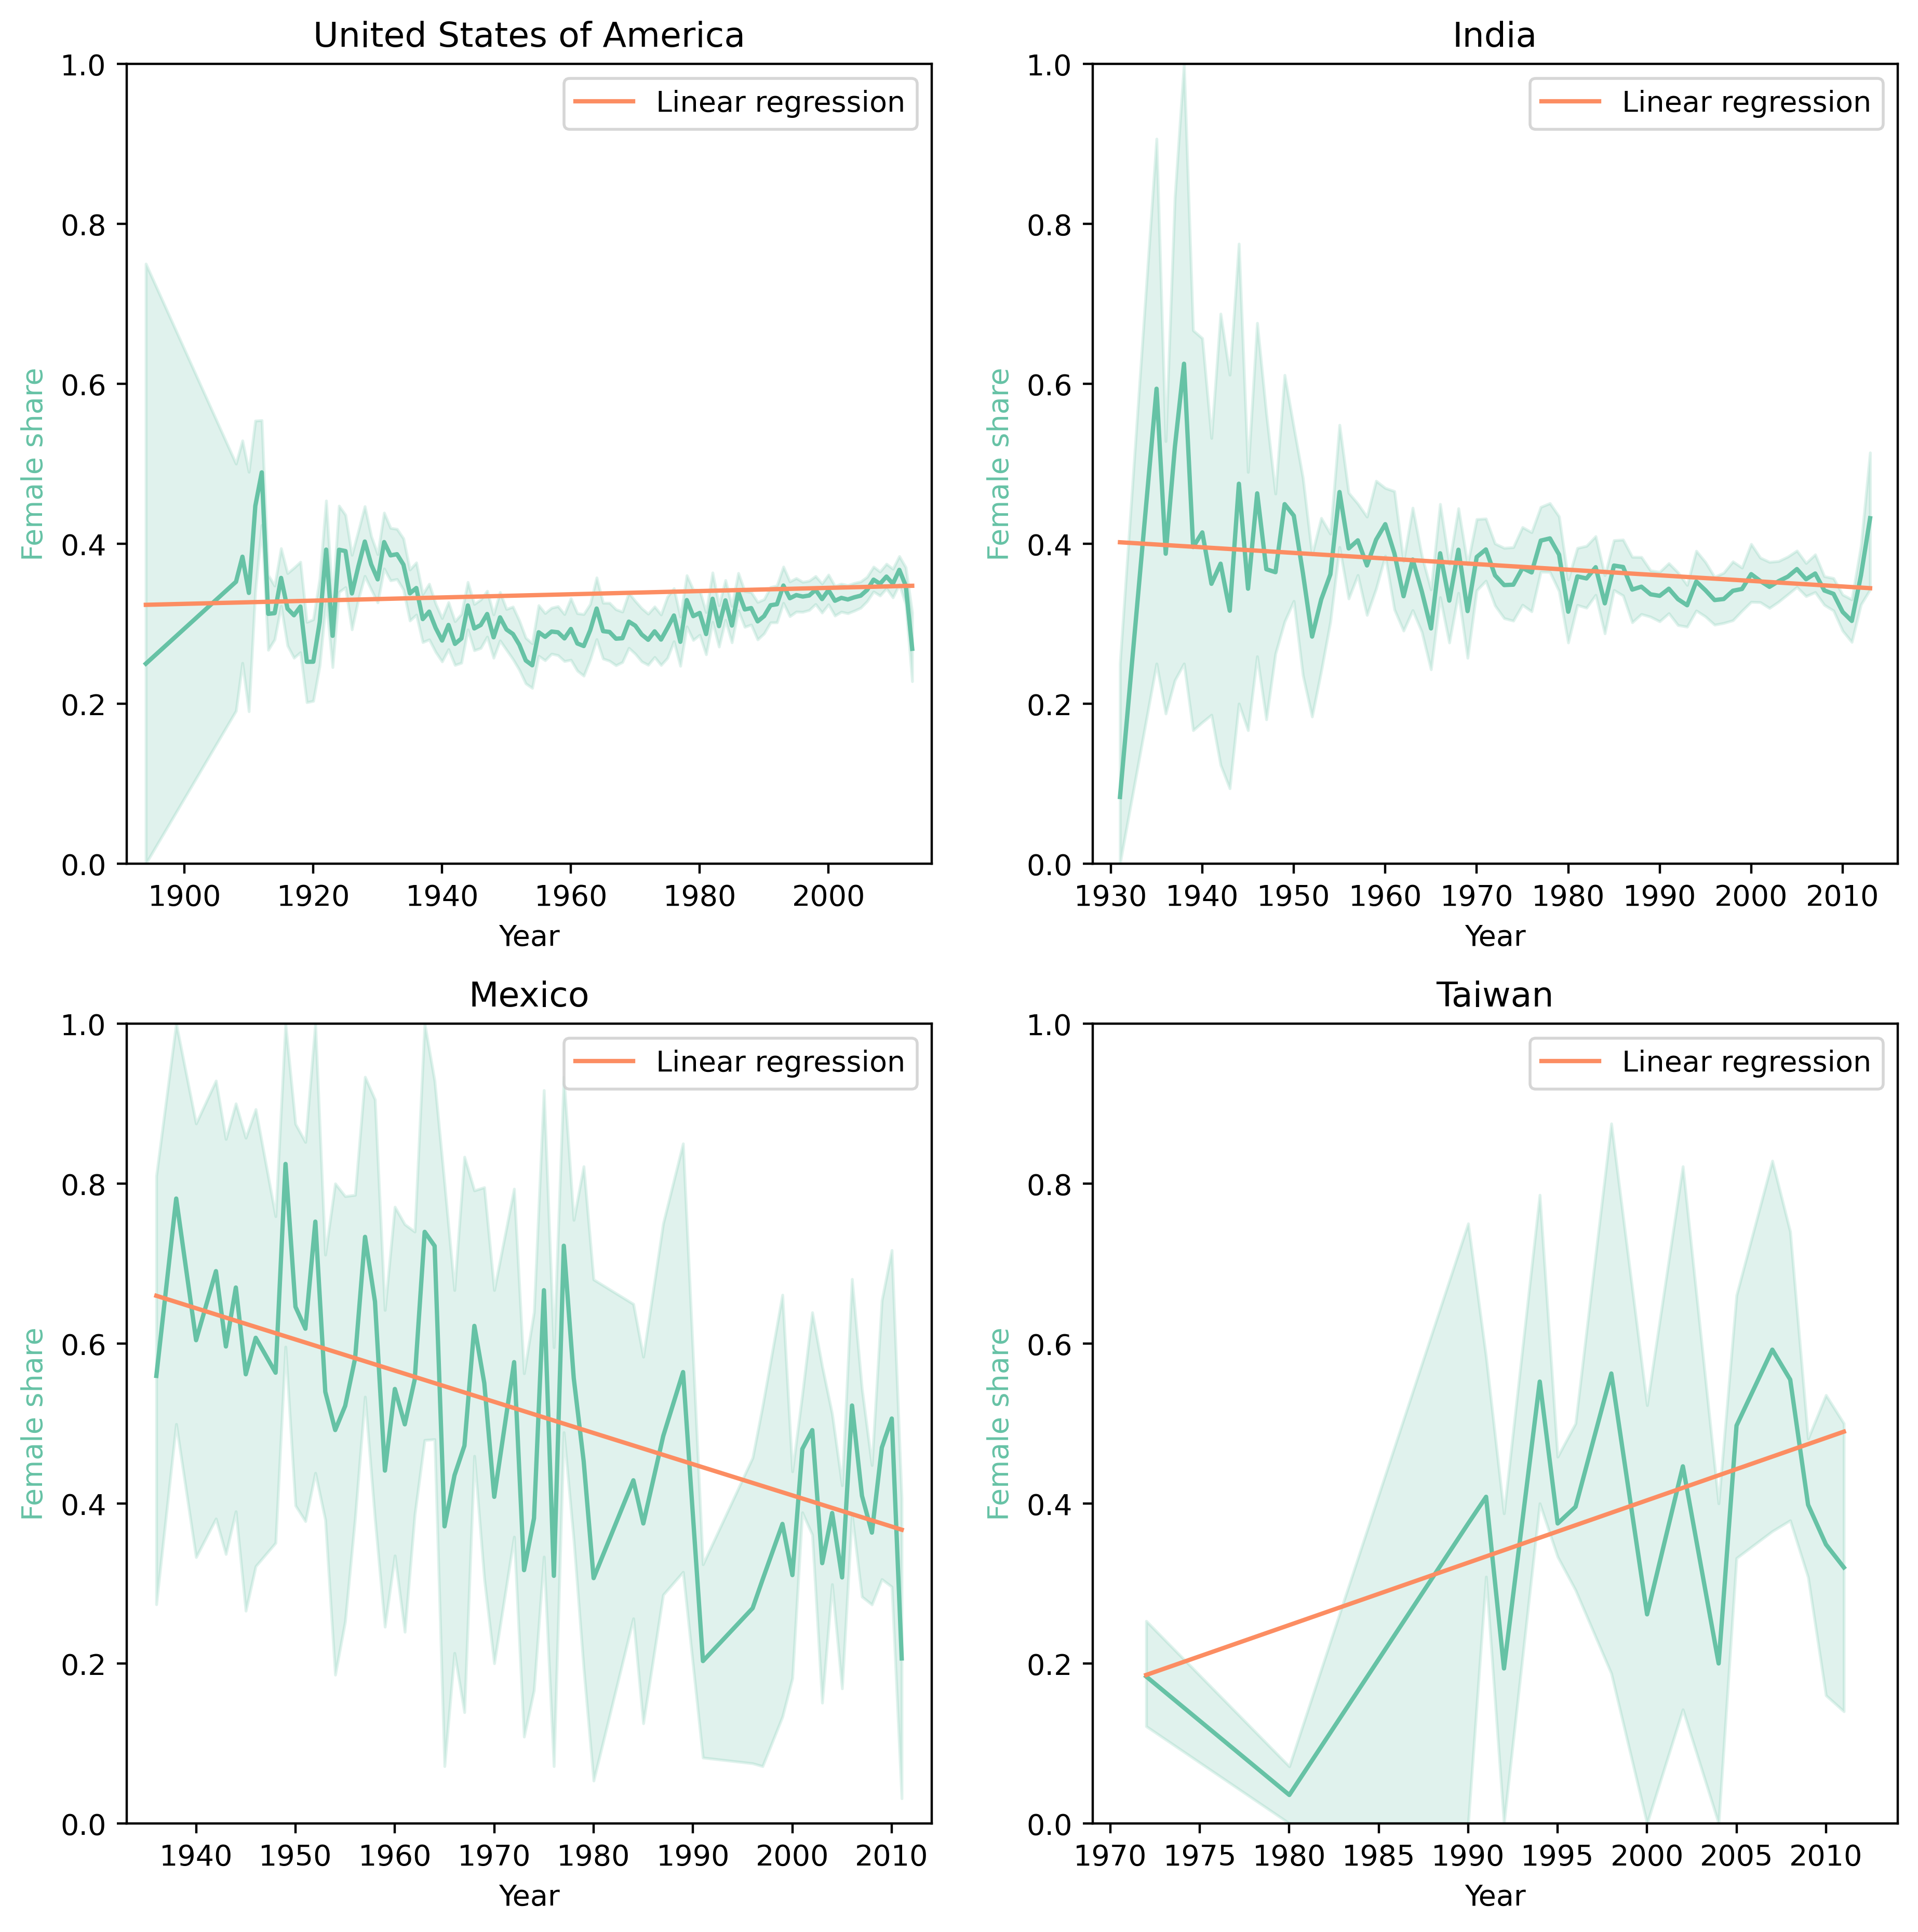 United States of America
1.0
0.8
0.6
0.4
0.2
0.0
Female share
Linear regression
1900 1920 1940 1960 1980 2000
Year
India
1.0
0.8
0.6
0.4
0.2
0.0
Female share
Linear regression
1930 1940 1950 1960 1970 1980 1990 2000 2010
Year
Mexico
1.0
0.8
0.6
0.4
0.2
0.0
Female share
Linear regression
1940 1950 1960 1970 1980 1990 2000 2010
Year
Taiwan
1.0
0.8
0.6
0.4
0.2
0.0
Female share
Linear regression
1970 1975 1980 1985 1990 1995 2000 2005 2010
Year